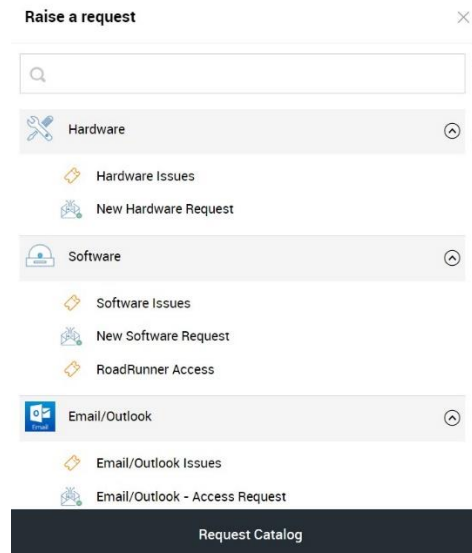 Raise a request
Hardware
Hardware Issues
New Hardware Request
Software
Software Issues
New Software Request
RoadRunner Access
Email/Outlook
Email
Email/Outlook Issues
Email/Outlook - Access Request
Request Catalog